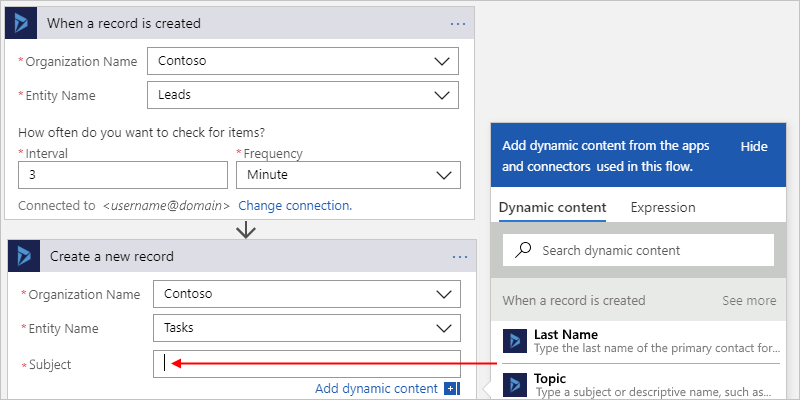 When a record is created
* Organization Name Contoso
* Entity Name Leads
How often do you want to check for items?
* Interval * Frequency
3 Minute
Connected to <username@domain> Change connection.
Create a new record
* Organization Name Contoso
* Entity Name Tasks
* Subject
Add dynamic content
Add dynamic content from the apps
and connectors used in this flow.
Hide
Dynamic content Expression
Search dynamic content
When a record is created See more
Last Name
Type the last name of the primary contact for...
Topic
Type a subject or descriptive name, such as...